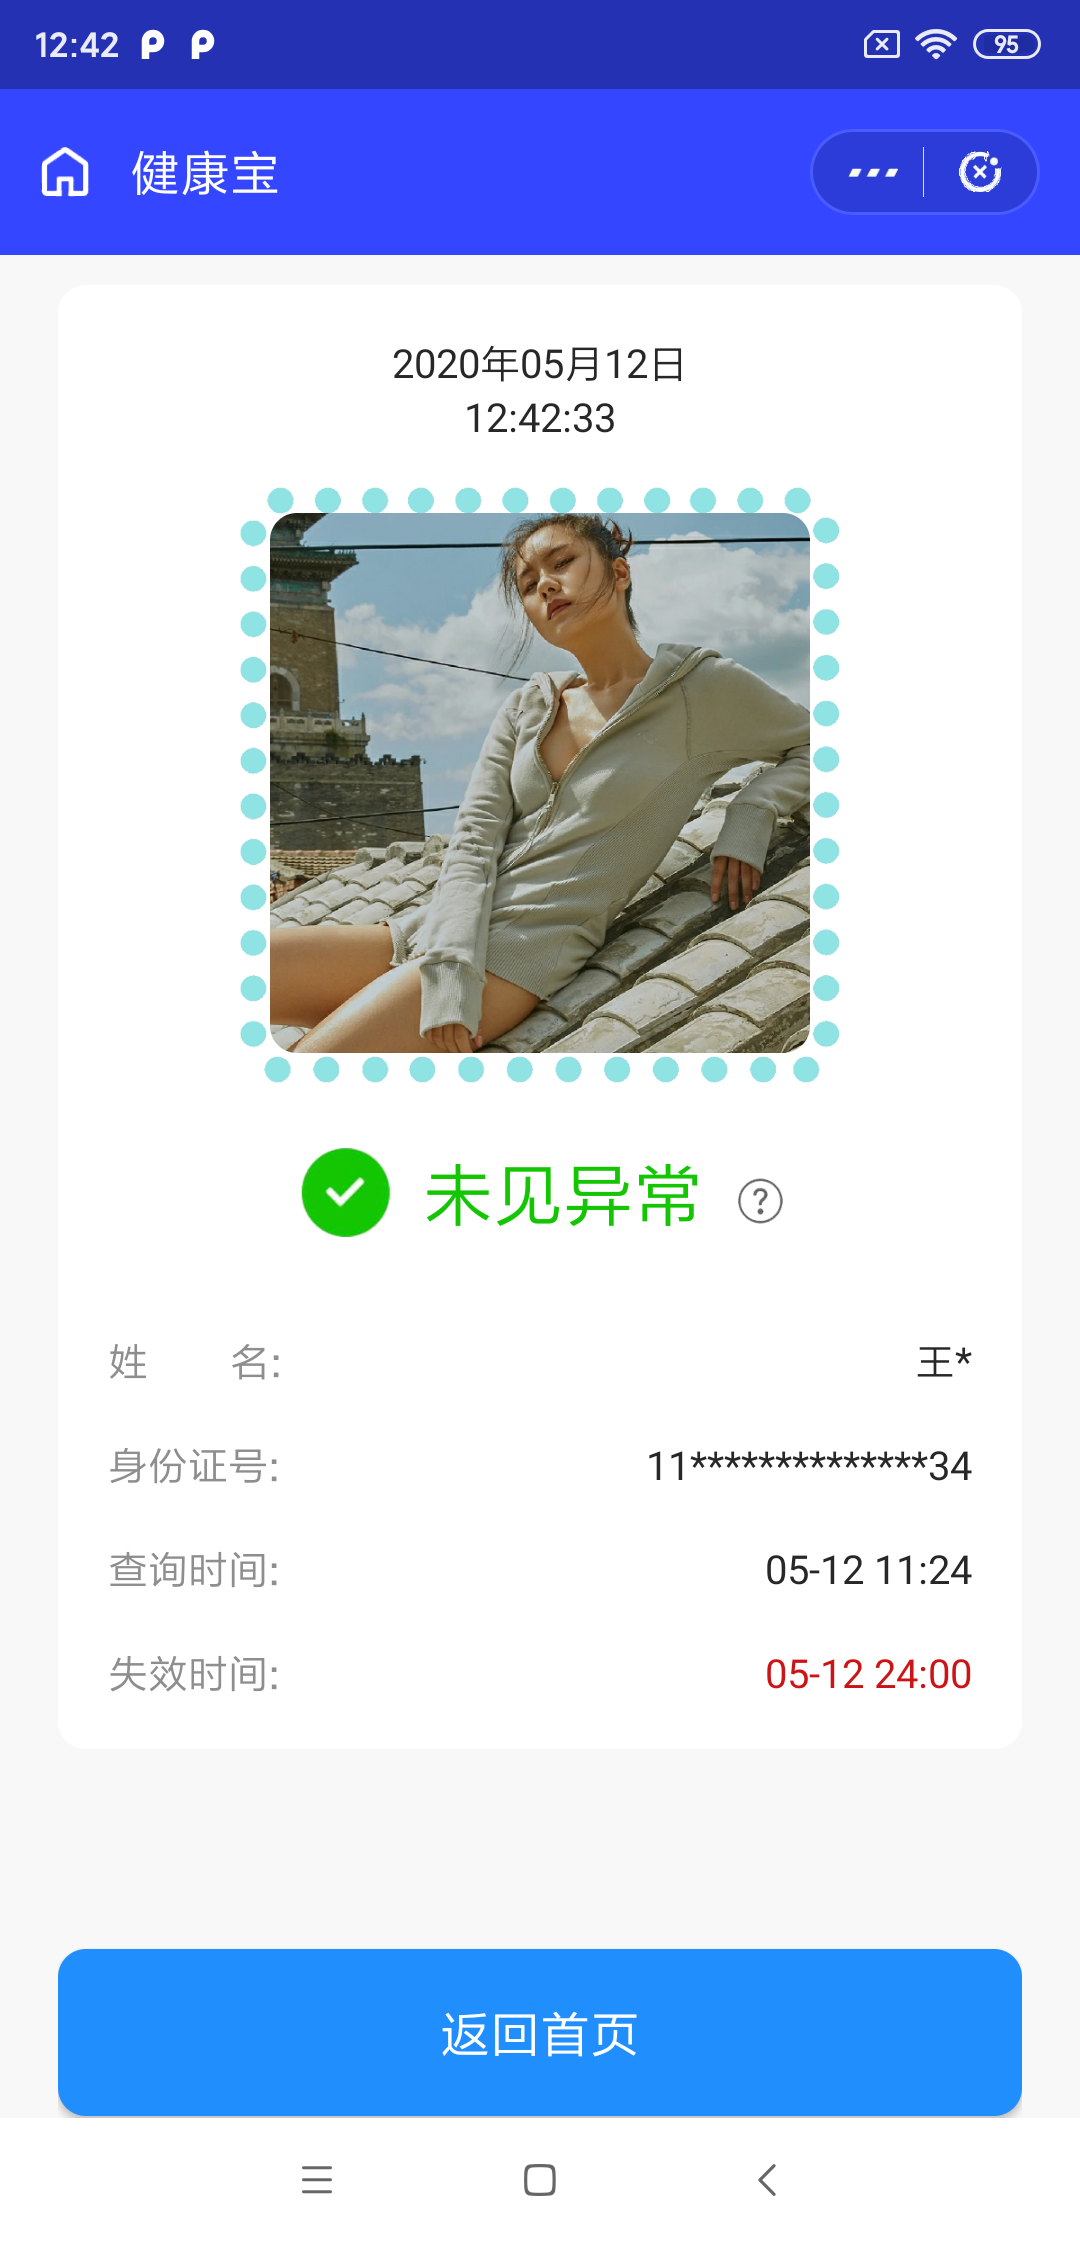 12:42
95
健康宝
2020年05月12日
12:42:33
未见异常 ?
姓 名: 王*
身份证号: 11**************34
查询时间: 05-12 11:24
失效时间: 05-12 24:00
返回首页